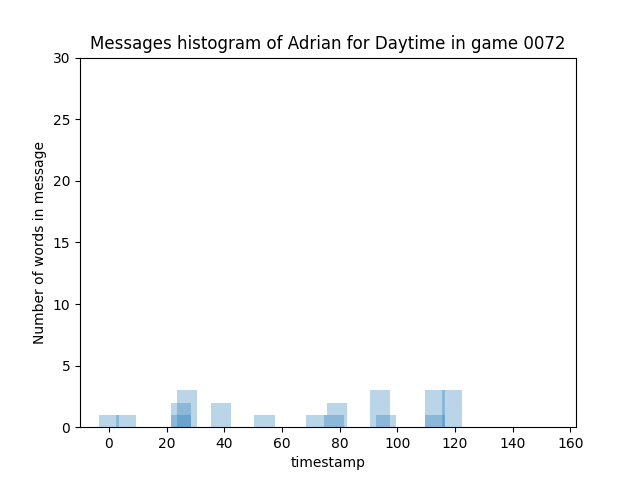 Messages histogram of Adrian for Daytime in game 0072
30
25
20
15
10
5
0
Number of words in message
0 20 40 60 80 100 120 140 160
timestamp